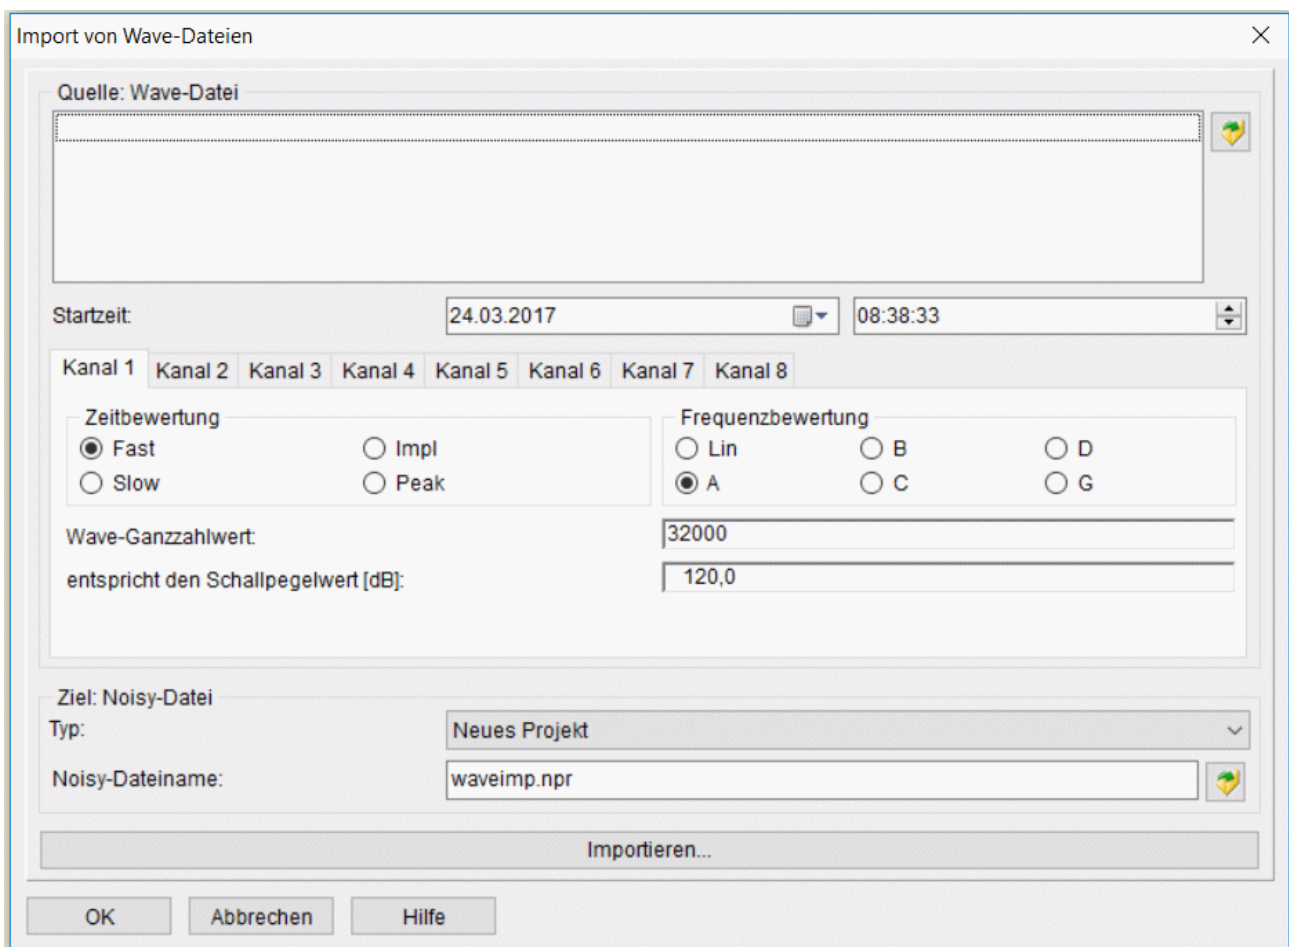 Import von Wave-Dateien
Quelle: Wave-Datei
Startzeit: 24.03.2017 08:38:33
Kanal 1 Kanal 2 Kanal 3 Kanal 4 Kanal 5 Kanal 6 Kanal 7 Kanal 8
Zeitbewertung Frequenzbewertung
Fast Impl Lin B D
Slow Peak A C G
Wave-Ganzzahlwert: 32000
entspricht den Schallpegelwert [dB]: 120,0
Ziel: Noisy-Datei
Typ: Neues Projekt
Noisy-Dateiname: waveimp.npr
Importieren...
OK Abbrechen Hilfe